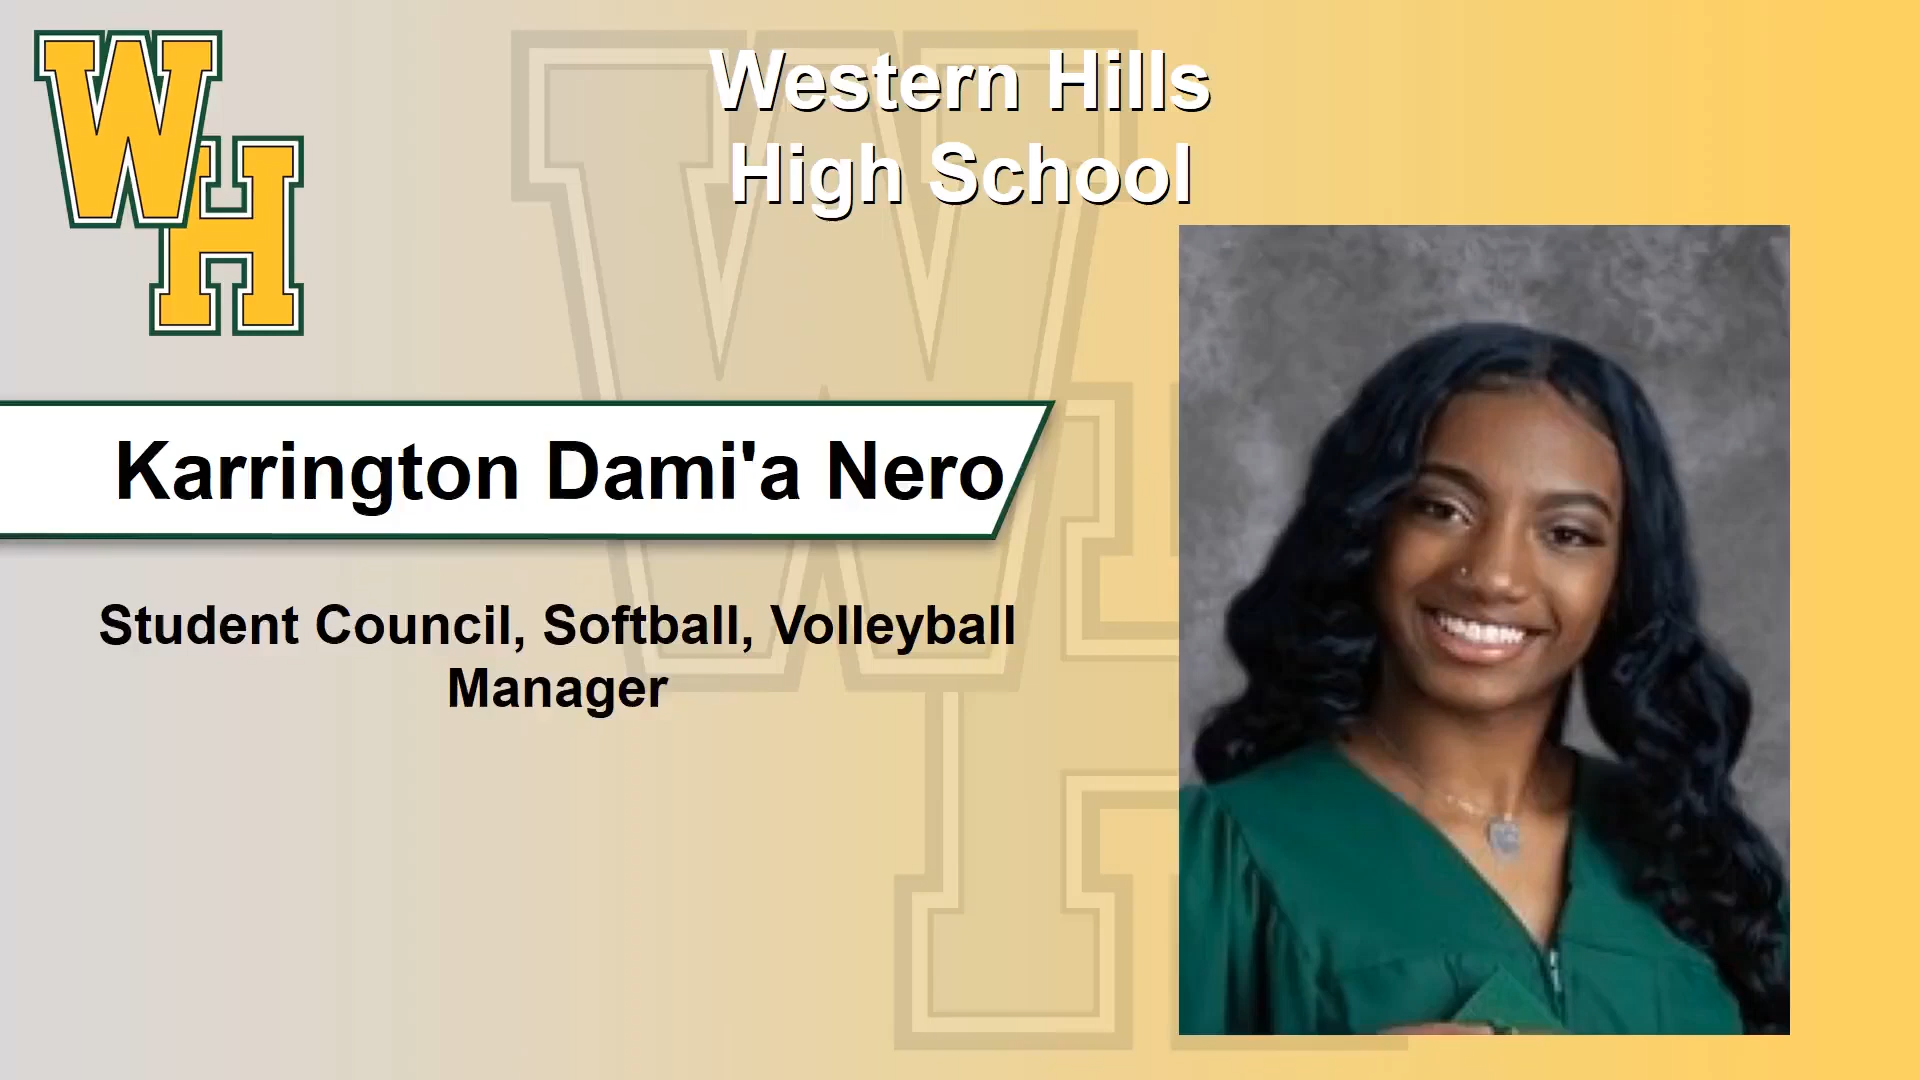 WH
Western Hills
High School
Karrington Dami'a Nero
Student Council, Softball, Volleyball
Manager